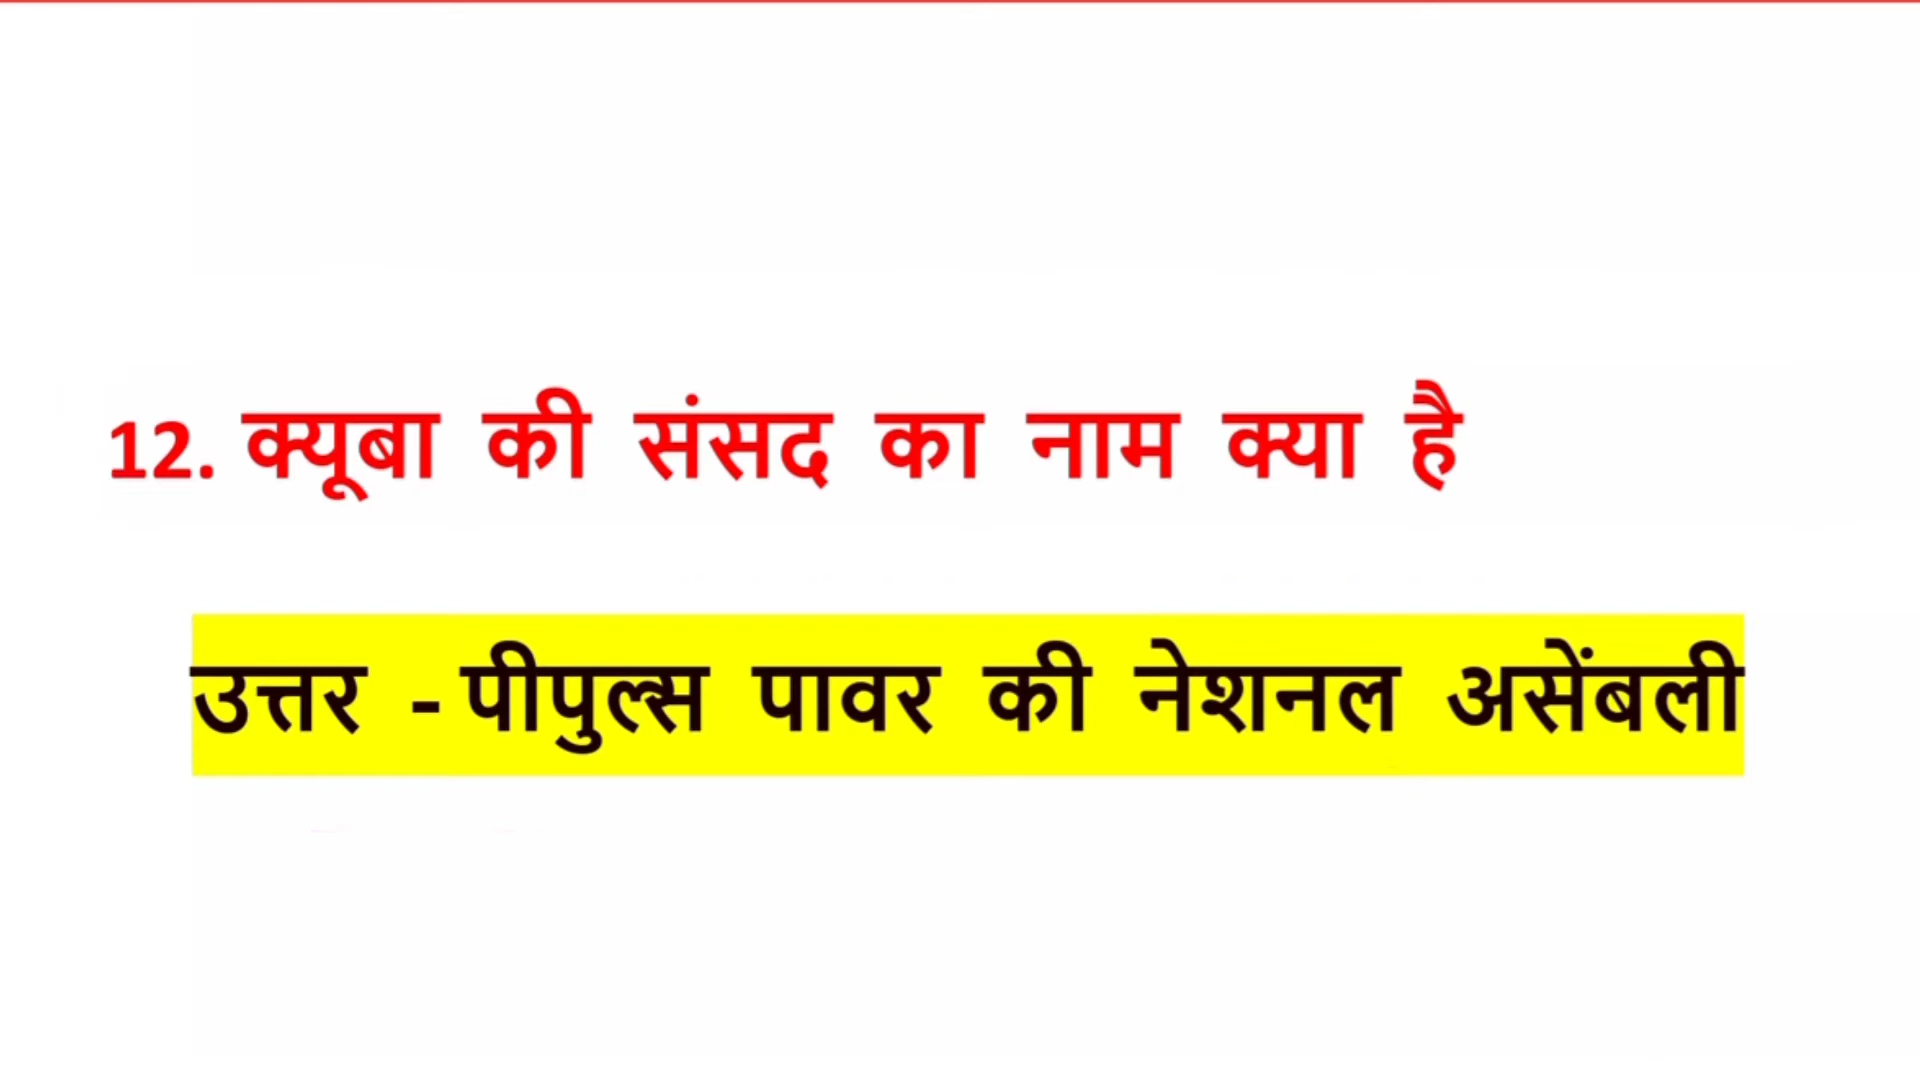 12. क्यूबा की संसद का नाम क्या है
उत्तर - पीपुल्स पावर की नेशनल असेंबली